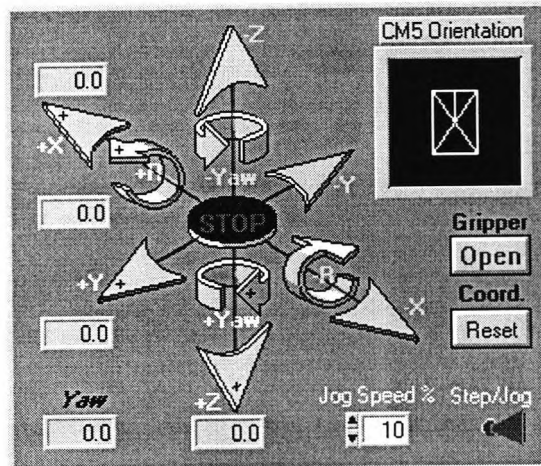 -Z
CM5 Orientation
0.0
+X
+R
-Yaw
-Y
0.0
STOP
Gripper
Open
+Y
-R
+Yaw
Coord.
-X
0.0
Reset
Yaw
+Z
Jog Speed %
Step/Jog
0.0
0.0
10